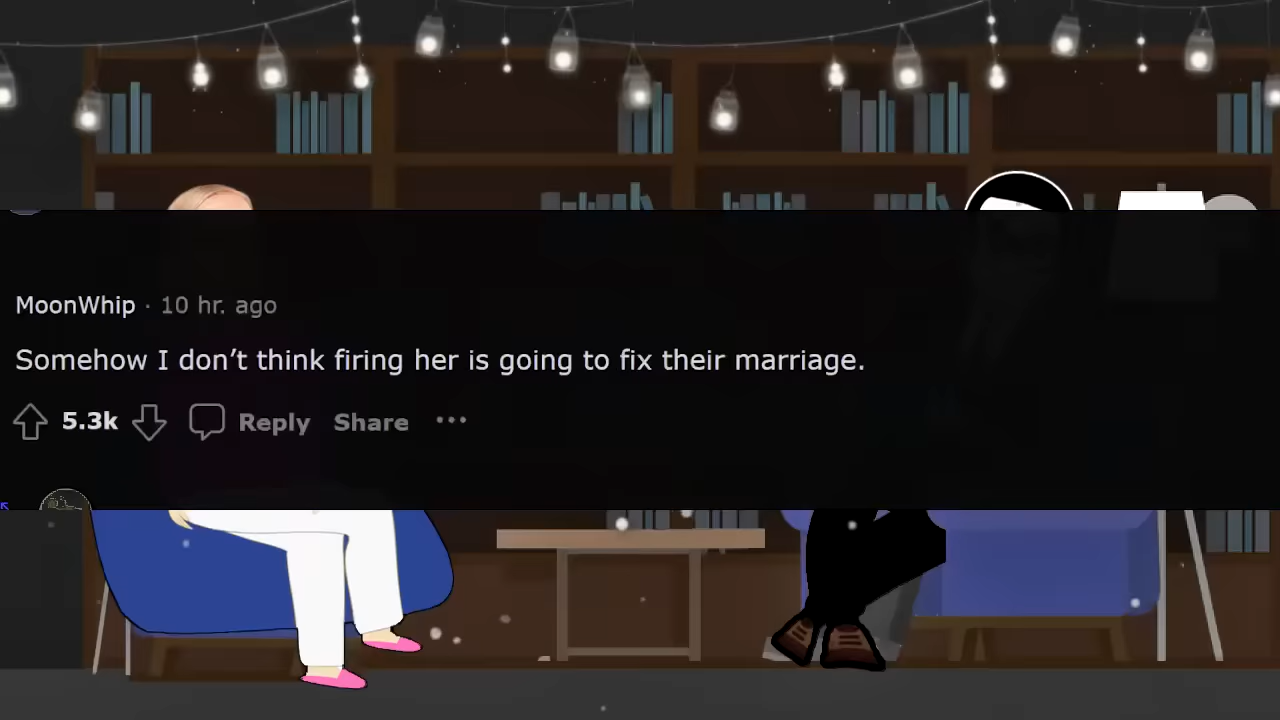 MoonWhip · 10 hr. ago
Somehow I don’t think firing her is going to fix their marriage.
5.3k Reply Share ···